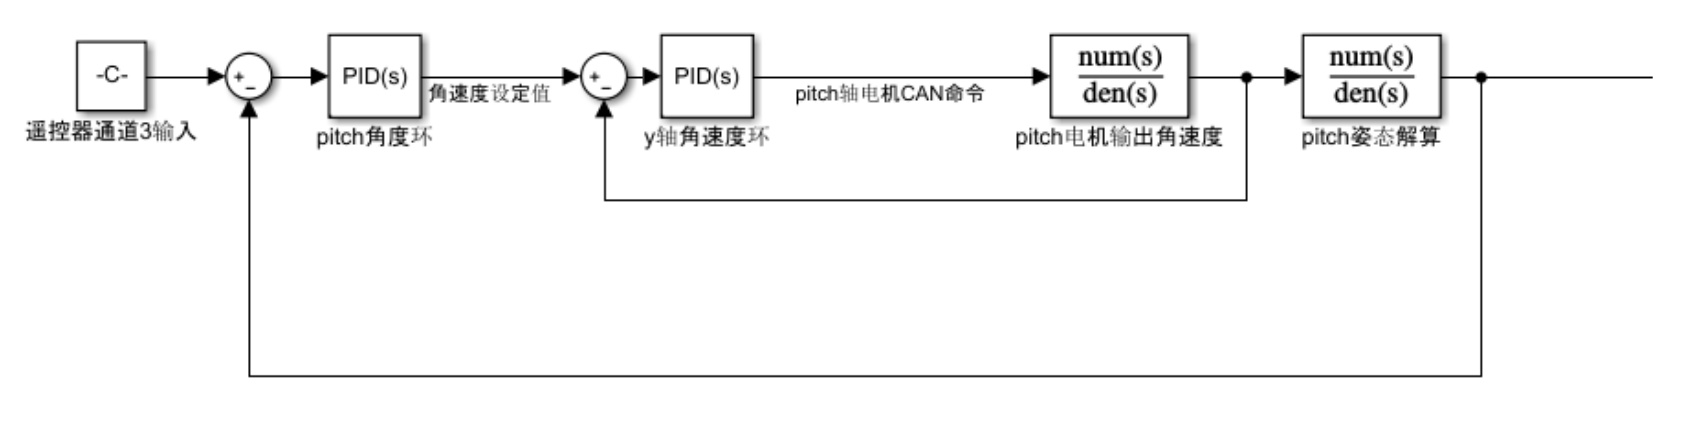 -C-
遥控器通道3输入
+
−
PID(s)
pitch角度环
角速度设定值
+
−
PID(s)
y轴角速度环
pitch轴电机CAN命令
num(s)
den(s)
pitch电机输出角速度
num(s)
den(s)
pitch姿态解算